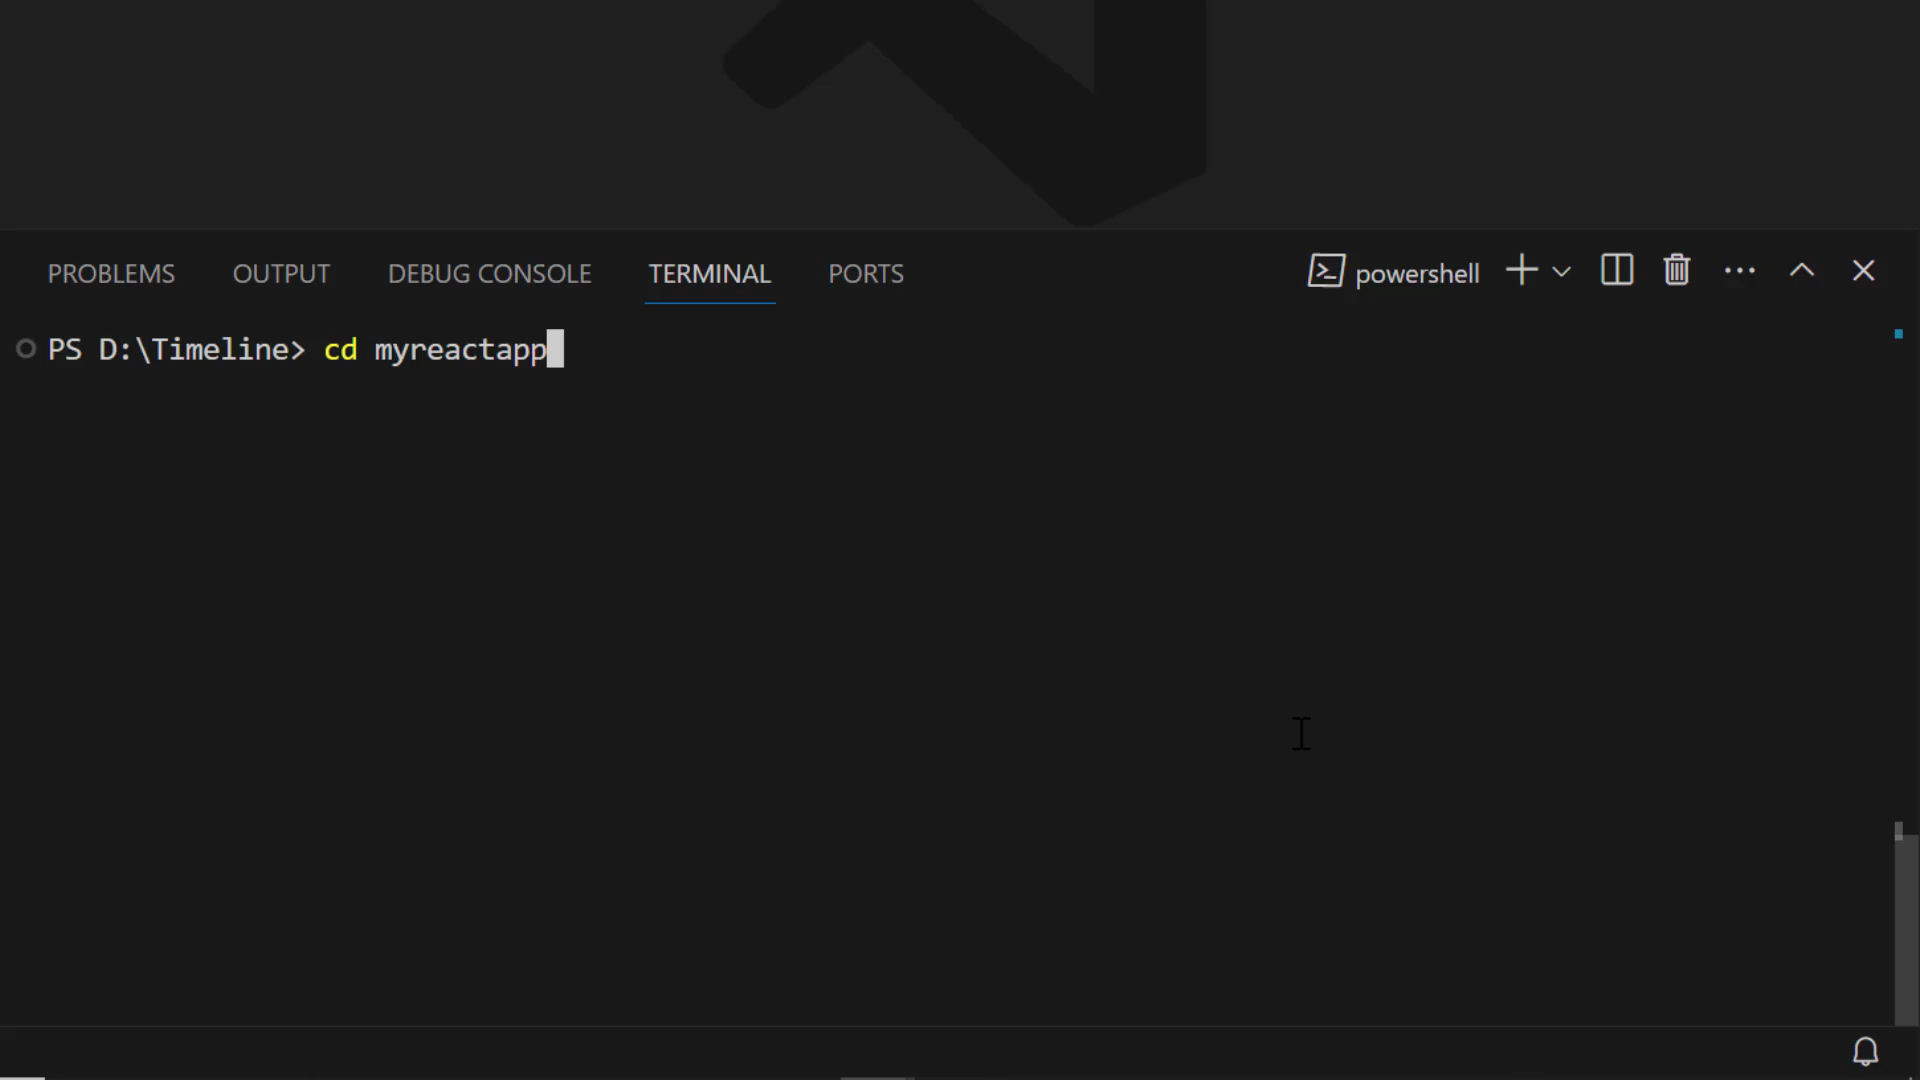 PROBLEMS OUTPUT DEBUG CONSOLE TERMINAL PORTS powershell
PS D:\Timeline> cd myreactapp